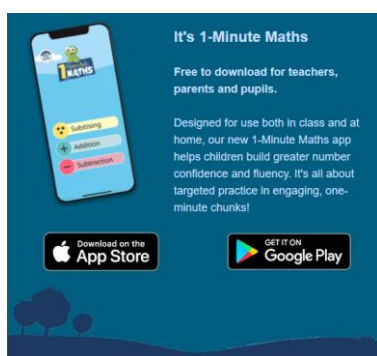 It's 1-Minute Maths
Free to download for teachers,
parents and pupils.
1 Minute
MATHS
Subitising
Addition
Subtraction
Designed for use both in class and at
home, our new 1-Minute Maths app
helps children build greater number
confidence and fluency. It's all about
targeted practice in engaging, one-
minute chunks!
Download on the
App Store
GET IT ON
Google Play